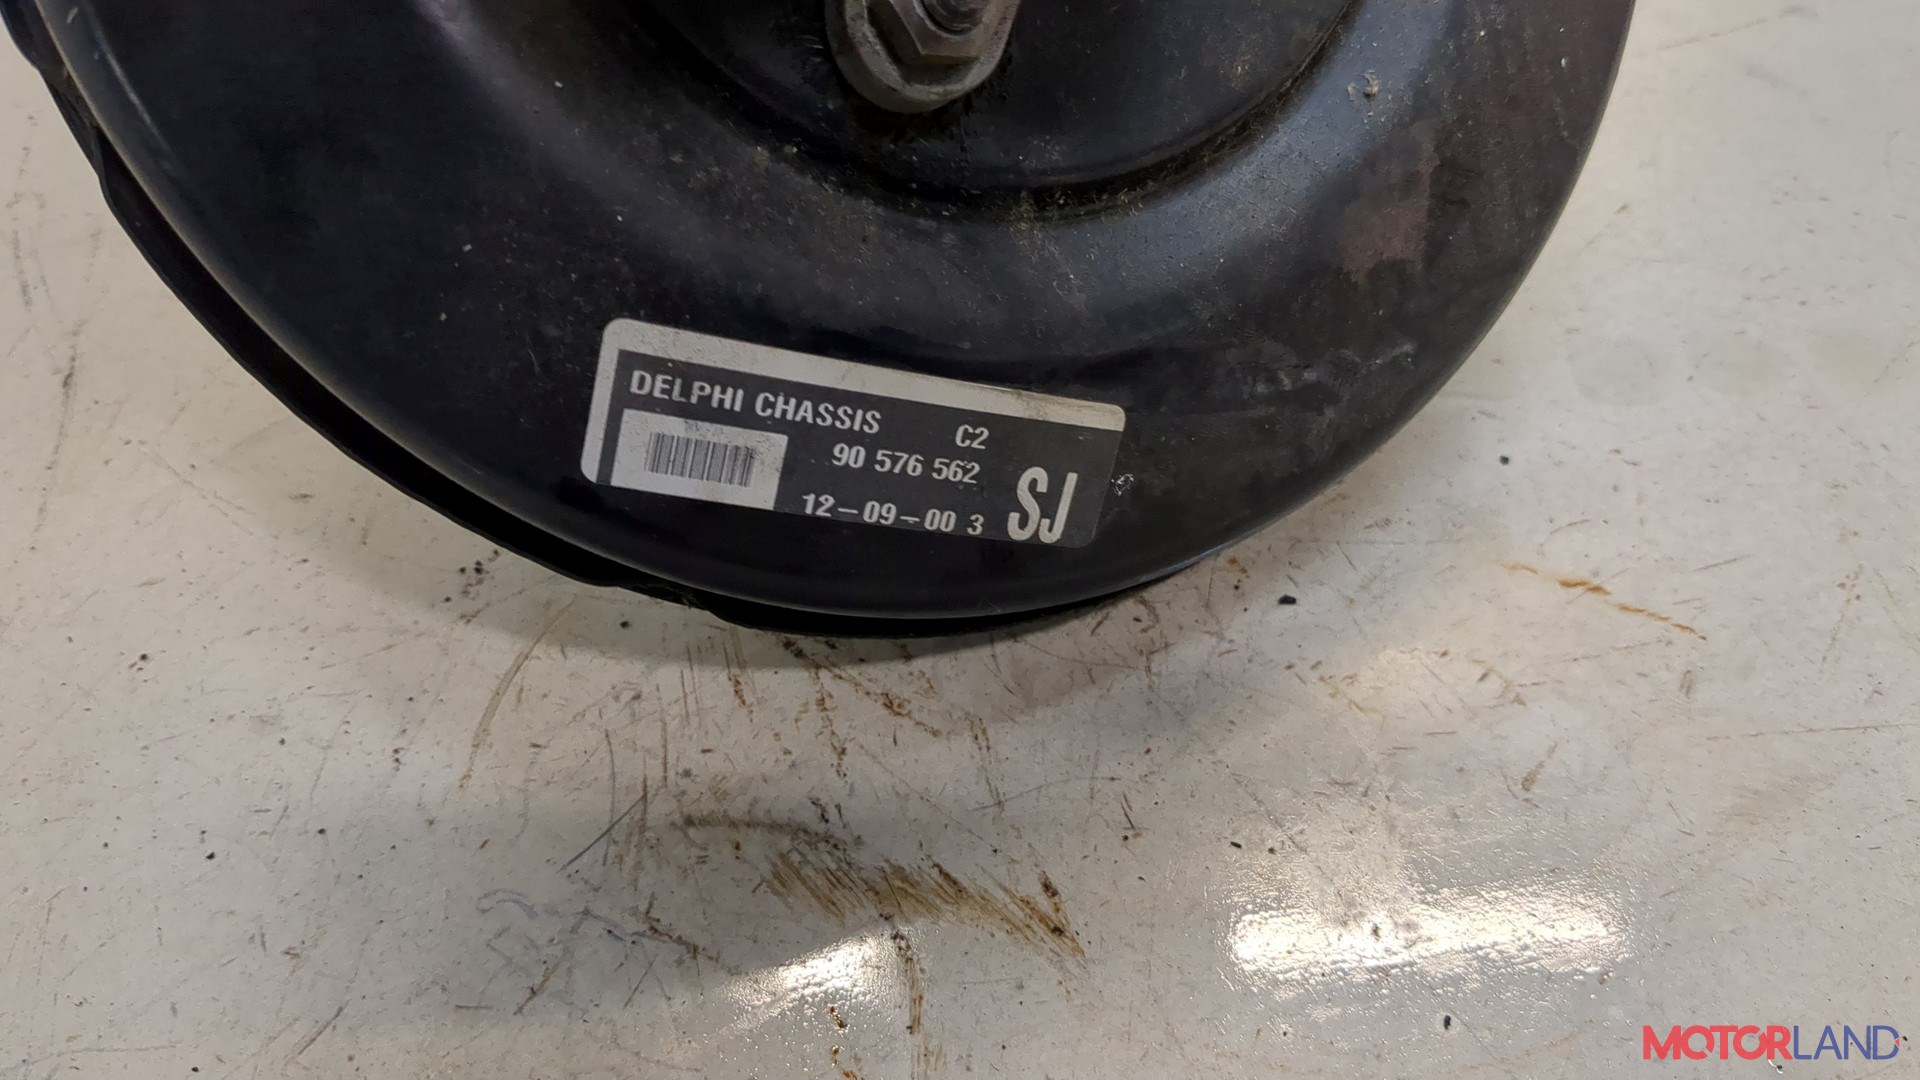 DELPHI CHASSIS C2
90 576 562
12-09-00 3 SJ
MOTORLAND